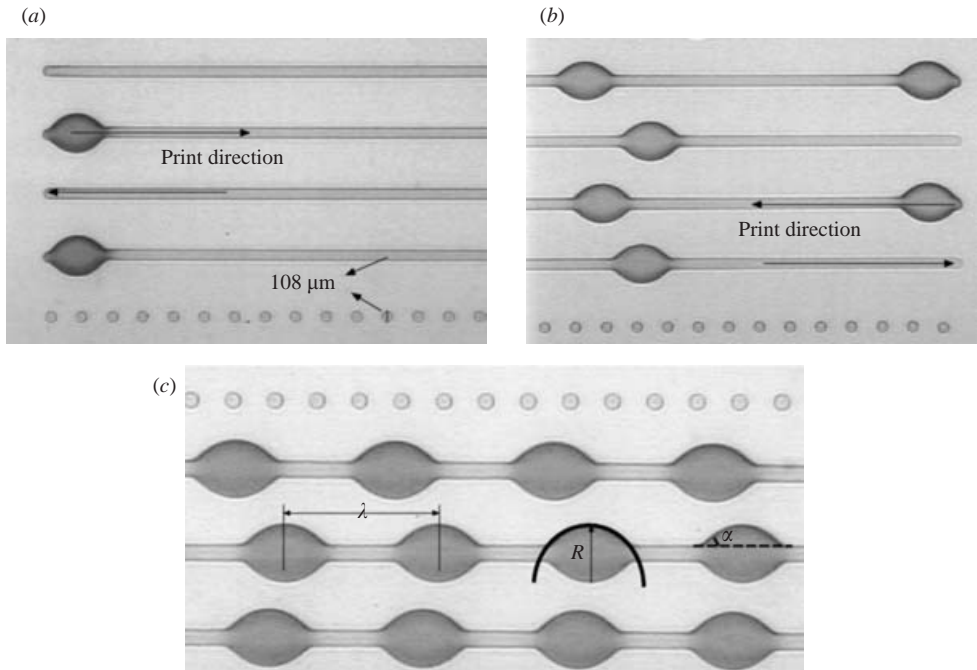 (a)
(b)
Print direction
Print direction
108 μm
(c)
λ
R
α